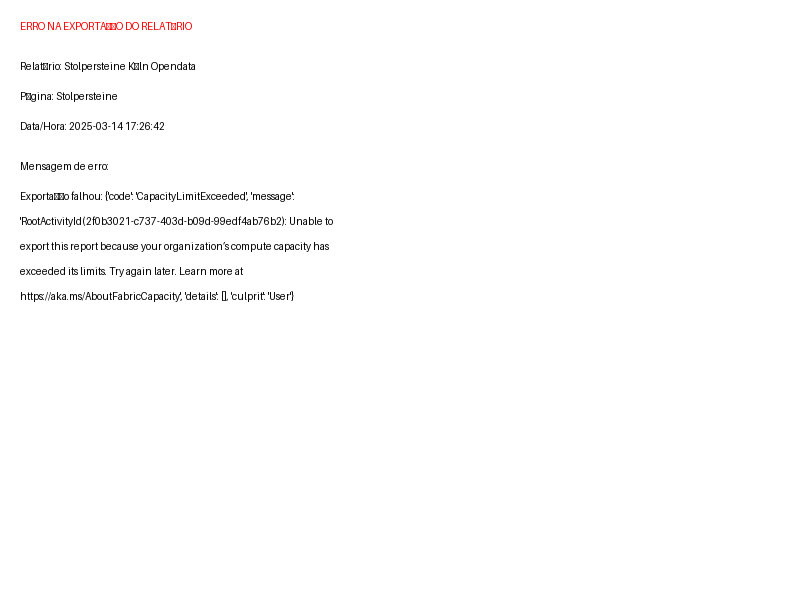 ERRO NA EXPORTA□□O DO RELAT□RIO
Relat□rio: Stolpersteine K□ln Opendata
P□gina: Stolpersteine
Data/Hora: 2025-03-14 17:26:42
Mensagem de erro:
Exporta□□o falhou: {'code': 'CapacityLimitExceeded', 'message':
'RootActivityId(2f0b3021-c737-403d-b09d-99edf4ab76b2): Unable to
export this report because your organization’s compute capacity has
exceeded its limits. Try again later. Learn more at
https://aka.ms/AboutFabricCapacity', 'details': [], 'culprit': 'User'}